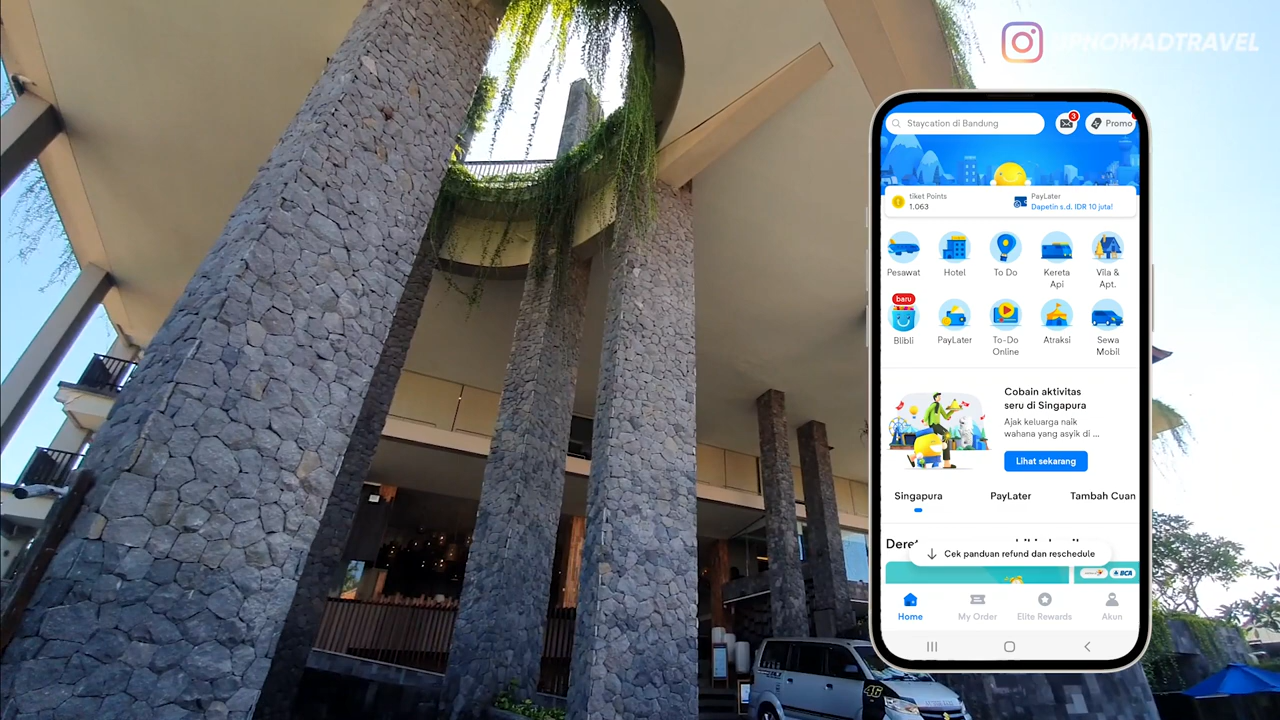 NOMADTRAVEL
Staycation di Bandung
3
Promo
tiket Points
1.063
PayLater
Dapetin s.d. IDR 10 juta!
Pesawat
Hotel
To Do
Kereta
Api
Vila &
Apt.
baru
Blibli
PayLater
To-Do
Online
Atraksi
Sewa
Mobil
Cobain aktivitas
seru di Singapura
Ajak keluarga naik
wahana yang asyik di ...
Lihat sekarang
Singapura
PayLater
Tambah Cuan
Cek panduan refund dan reschedule
BCA
Home
My Order
Elite Rewards
Akun
46